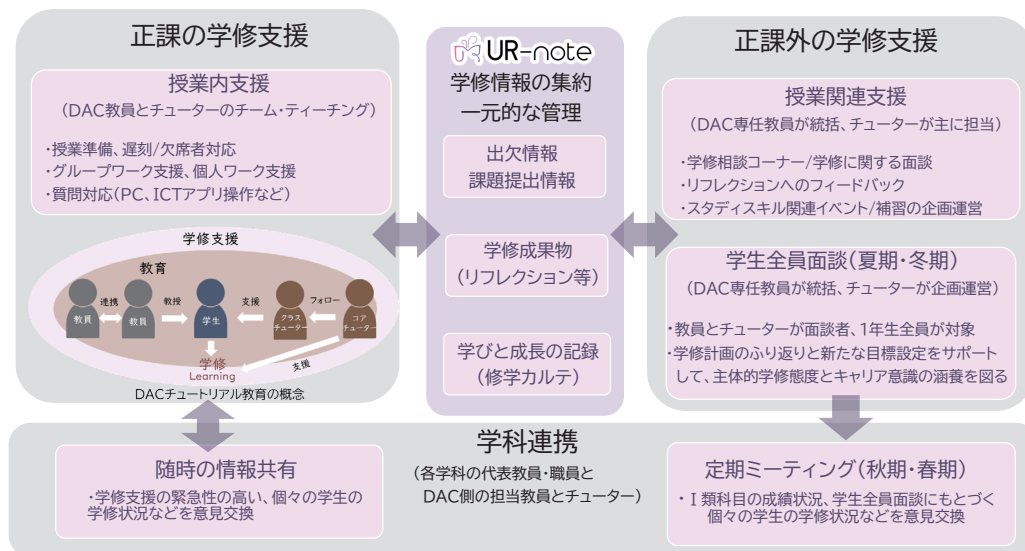 正課の学修支援
授業内支援
(DAC教員とチューターのチーム・ティーチング)
・授業準備、遅刻/欠席者対応
・グループワーク支援、個人ワーク支援
・質問対応(PC、ICTアプリ操作など)
学修支援
教育
教員
連携
教員
教授
学生
支援
クラス
チューター
フォロー
コア
チューター
学修
Learning
支援
DACチュートリアル教育の概念
UR-note
学修情報の集約
一元的な管理
出欠情報
課題提出情報
学修成果物
(リフレクション等)
学びと成長の記録
(修学カルテ)
正課外の学修支援
授業関連支援
(DAC専任教員が統括、チューターが主に担当)
・学修相談コーナー/学修に関する面談
・リフレクションへのフィードバック
・スタディスキル関連イベント/補習の企画運営
学生全員面談(夏期・冬期)
(DAC専任教員が統括、チューターが企画運営)
・教員とチューターが面談者、1年生全員が対象
・学修計画のふり返りと新たな目標設定をサポート
して、主体的学修態度とキャリア意識の涵養を図る
学科連携
(各学科の代表教員・職員と
DAC側の担当教員とチューター)
随時の情報共有
・学修支援の緊急性の高い、個々の学生の
学修状況などを意見交換
定期ミーティング(秋期・春期)
・Ⅰ類科目の成績状況、学生全員面談にもとづく
個々の学生の学修状況などを意見交換